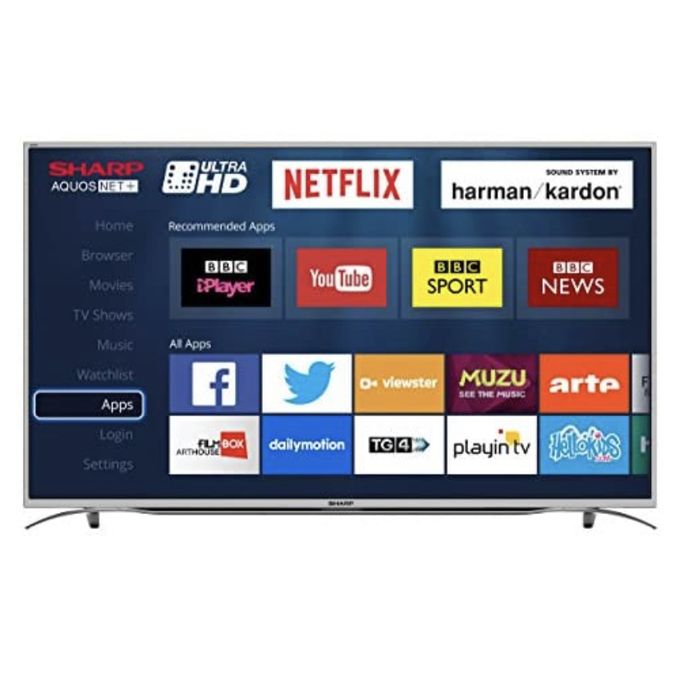 SHARP
AQUOS NET+
ULTRA
HD
NETFLIX
SOUND SYSTEM BY
harman/kardon
Home
Browser
Movies
TV Shows
Music
Watchlist
Apps
Login
Settings
Recommended Apps
BBC
iPlayer
YouTube
BBC
SPORT
BBC
NEWS
All Apps
f
viewster
MUZU
SEE THE MUSIC
arte
FILMBOX
ARTHOUSE
dailymotion
TG4
playin tv
HelloKids
.com
SHARP